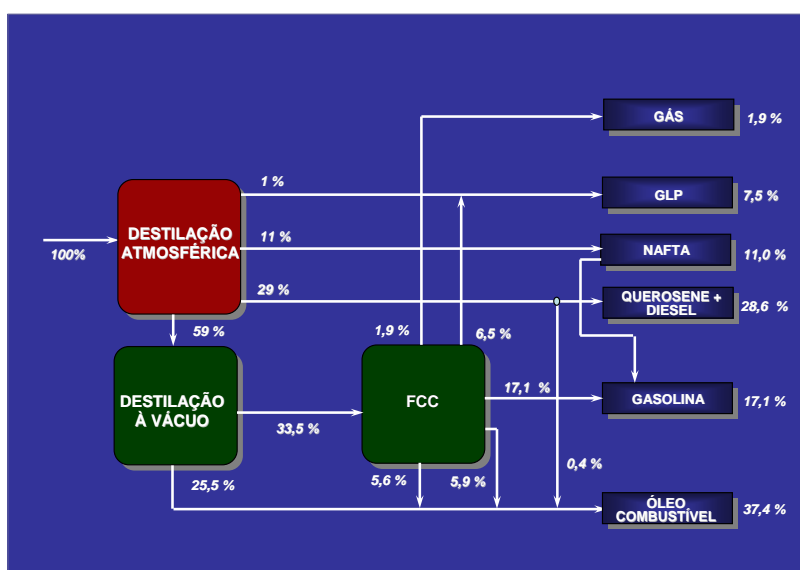 GÁS
1,9 %
1 %
GLP
7,5 %
DESTILAÇÃO
ATMOSFÉRICA
100%
11 %
NAFTA
11,0 %
29 %
QUEROSENE +
DIESEL
28,6 %
59 %
1,9 %
6,5 %
DESTILAÇÃO
À VÁCUO
33,5 %
FCC
17,1 %
GASOLINA
17,1 %
25,5 %
5,6 %
5,9 %
0,4 %
ÓLEO
COMBUSTÍVEL
37,4 %